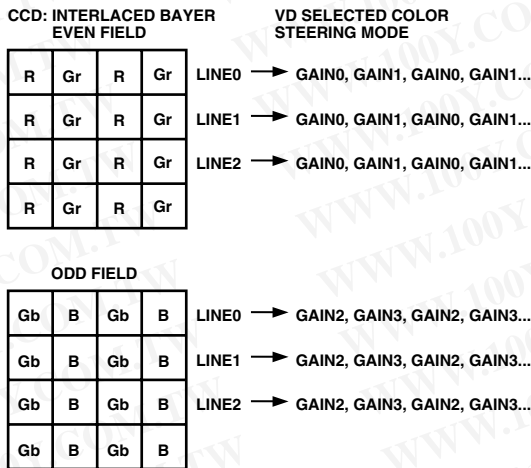 CCD: INTERLACED BAYER
EVEN FIELD
VD SELECTED COLOR
STEERING MODE
R Gr R Gr LINE0 GAIN0, GAIN1, GAIN0, GAIN1...
R Gr R Gr LINE1 GAIN0, GAIN1, GAIN0, GAIN1...
R Gr R Gr LINE2 GAIN0, GAIN1, GAIN0, GAIN1...
R Gr R Gr
ODD FIELD
Gb B Gb B LINE0 GAIN2, GAIN3, GAIN2, GAIN3...
Gb B Gb B LINE1 GAIN2, GAIN3, GAIN2, GAIN3...
Gb B Gb B LINE2 GAIN2, GAIN3, GAIN2, GAIN3...
Gb B Gb B